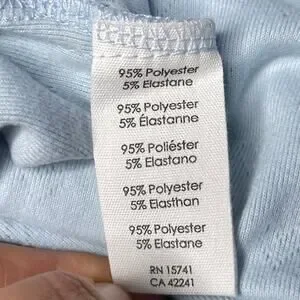 95% Polyester
5% Elastane
95% Polyester
5% Élastanne
95% Poliéster
5% Elastano
95% Polyester
5% Elasthan
95% Polyester
5% Elastane
RN 15741
CA 42241